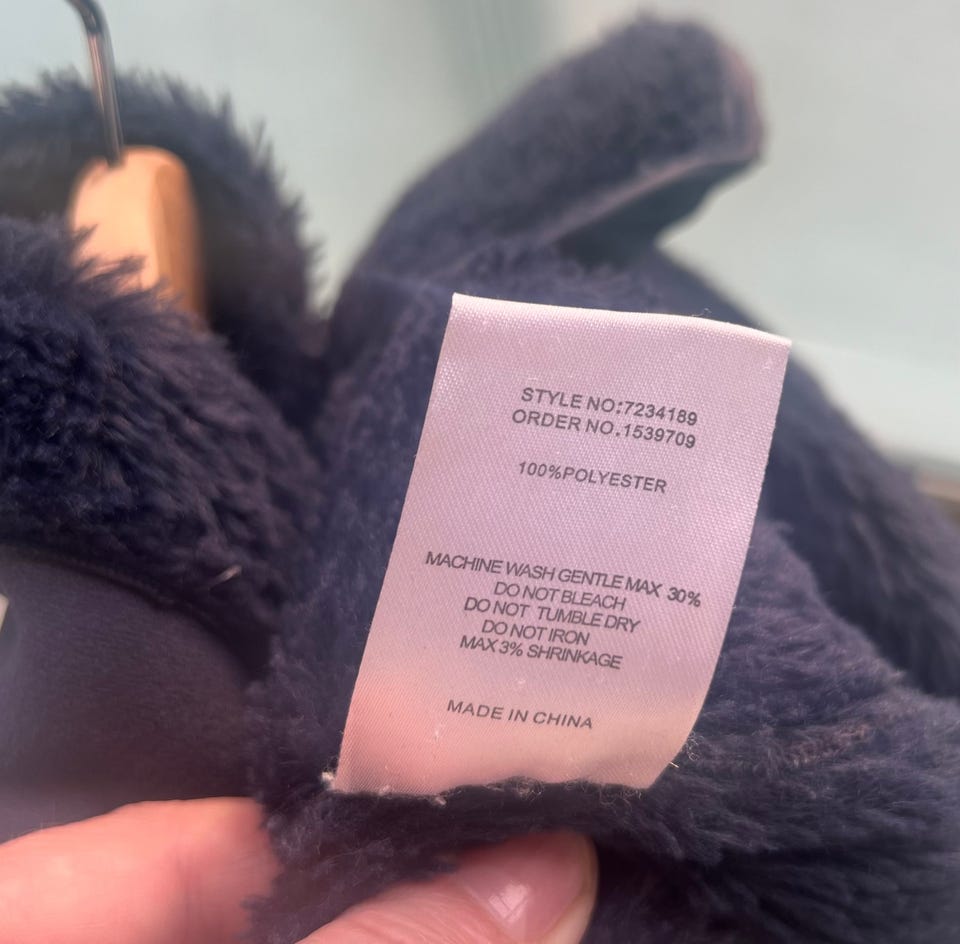 STYLE NO:7234189
ORDER NO.1539709
100%POLYESTER
MACHINE WASH GENTLE MAX 30%
DO NOT BLEACH
DO NOT TUMBLE DRY
DO NOT IRON
MAX 3% SHRINKAGE
MADE IN CHINA